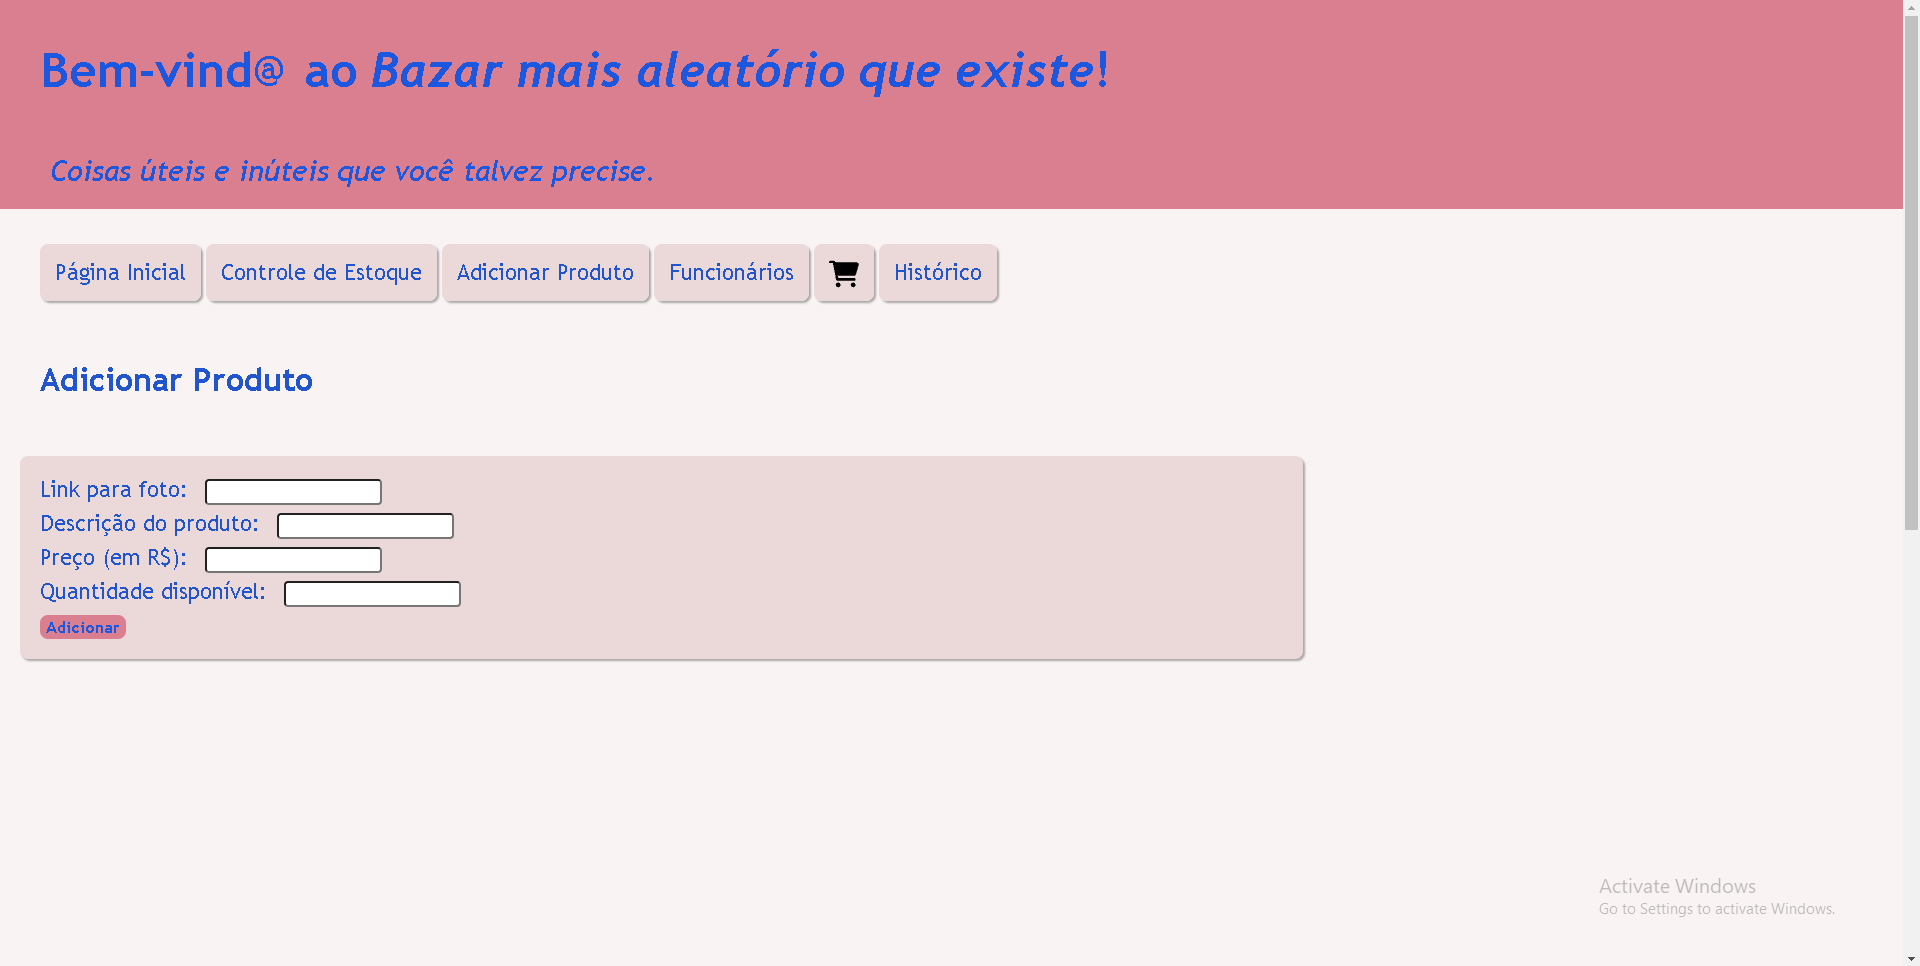 Bem-vind@ ao Bazar mais aleatório que existe!
Coisas úteis e inúteis que você talvez precise.
Página Inicial Controle de Estoque Adicionar Produto Funcionários Histórico
Adicionar Produto
Link para foto:
Descrição do produto:
Preço (em R$):
Quantidade disponível:
Adicionar
Activate Windows
Go to Settings to activate Windows.